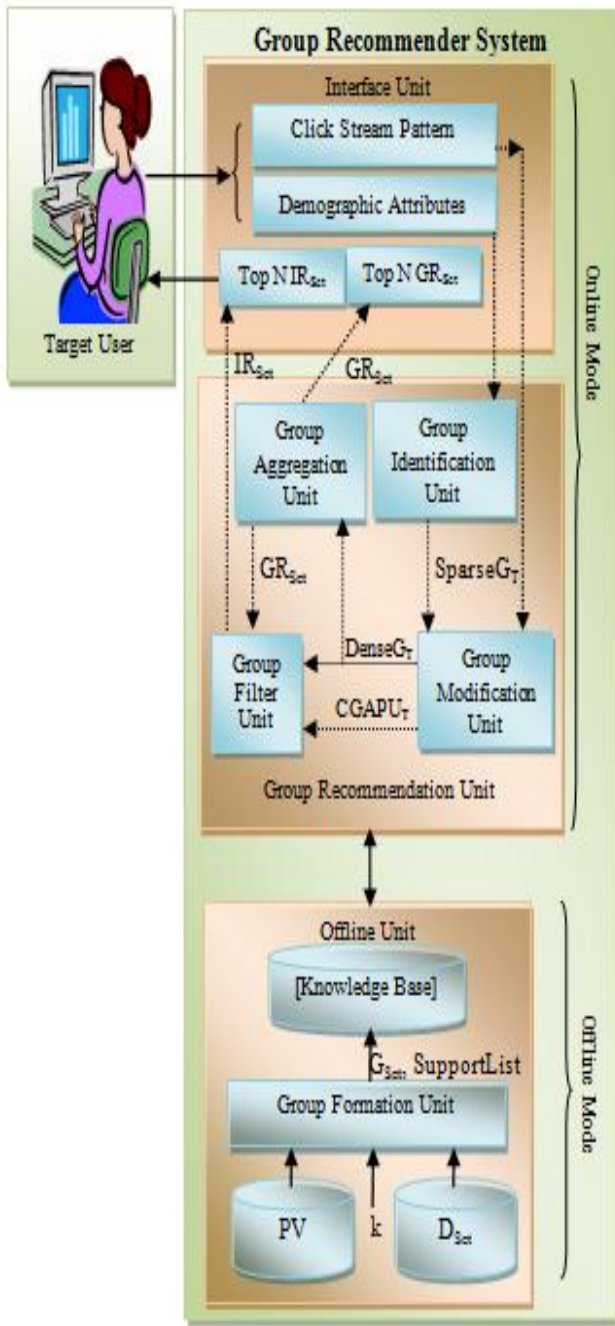 Group Recommender System
Interface Unit
Click Stream Pattern
Demographic Attributes
Top N IR_Set
Top N GR_Set
Target User
IR_Set
GR_Set
Online Mode
Group
Aggregation
Unit
Group
Identification
Unit
GR_Set
SparseG_T
DenseG_T
Group
Filter
Unit
CGAPU_T
Group
Modification
Unit
Group Recommendation Unit
Offline Unit
[Knowledge Base]
G_Set, SupportList
Group Formation Unit
PV
k
D_Set
Offline Mode